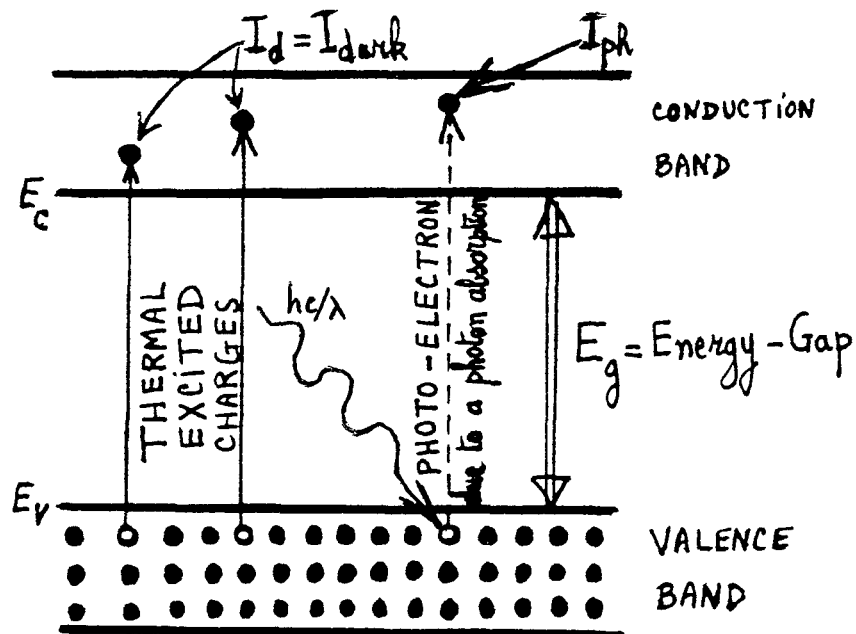 I_d = I_dark
I_ph
CONDUCTION
BAND
E_c
THERMAL
EXCITED
CHARGES
hc/λ
PHOTO-ELECTRON
due to a photon absorption
E_g = Energy-Gap
E_V
VALENCE
BAND